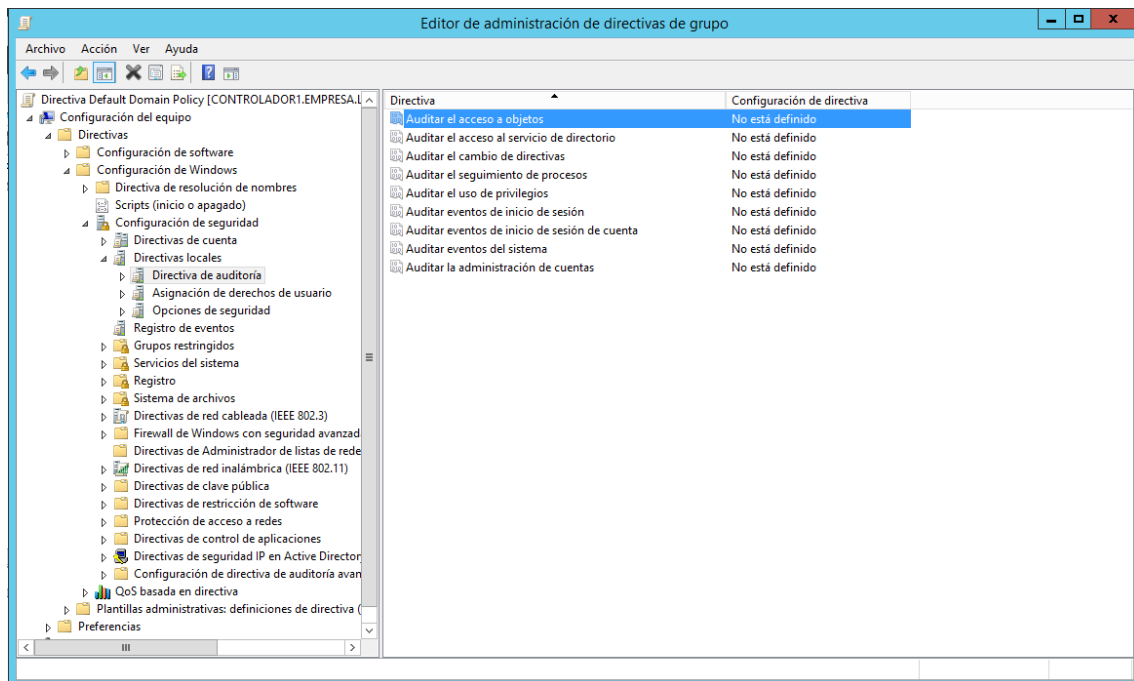 Editor de administración de directivas de grupo
Archivo Acción Ver Ayuda
Directiva Default Domain Policy [CONTROLADOR1.EMPRESA.L
Configuración del equipo
Directivas
Configuración de software
Configuración de Windows
Directiva de resolución de nombres
Scripts (inicio o apagado)
Configuración de seguridad
Directivas de cuenta
Directivas locales
Directiva de auditoría
Asignación de derechos de usuario
Opciones de seguridad
Registro de eventos
Grupos restringidos
Servicios del sistema
Registro
Sistema de archivos
Directivas de red cableada (IEEE 802.3)
Firewall de Windows con seguridad avanzad
Directivas de Administrador de listas de rede
Directivas de red inalámbrica (IEEE 802.11)
Directivas de clave pública
Directivas de restricción de software
Protección de acceso a redes
Directivas de control de aplicaciones
Directivas de seguridad IP en Active Director
Configuración de directiva de auditoría avan
QoS basada en directiva
Plantillas administrativas: definiciones de directiva (
Preferencias
Directiva Configuración de directiva
Auditar el acceso a objetos No está definido
Auditar el acceso al servicio de directorio No está definido
Auditar el cambio de directivas No está definido
Auditar el seguimiento de procesos No está definido
Auditar el uso de privilegios No está definido
Auditar eventos de inicio de sesión No está definido
Auditar eventos de inicio de sesión de cuenta No está definido
Auditar eventos del sistema No está definido
Auditar la administración de cuentas No está definido